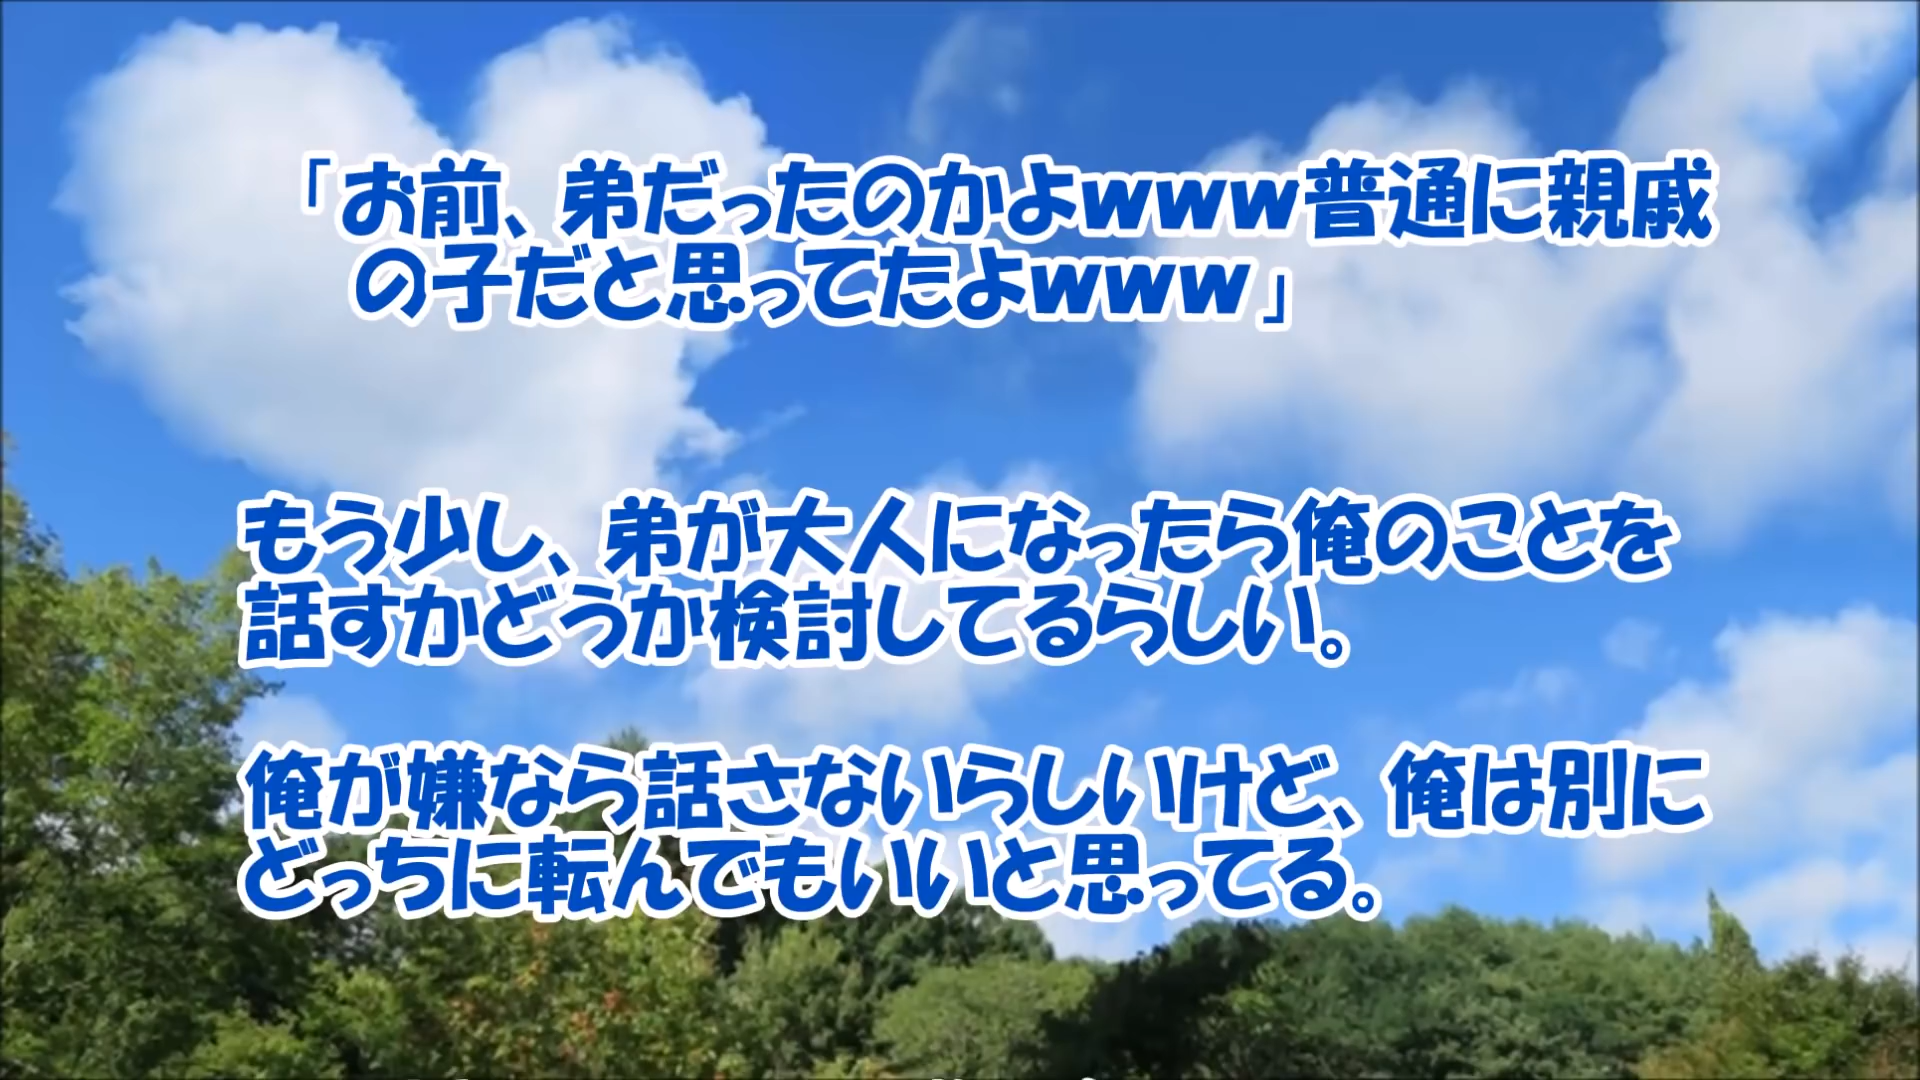 「お前、弟だったのかよwww普通に親戚
の子だと思ってたよwww」
もう少し、弟が大人になったら俺のことを
話すかどうか検討してるらしい。
俺が嫌なら話さないらしいけど、俺は別に
どっちに転んでもいいと思ってる。